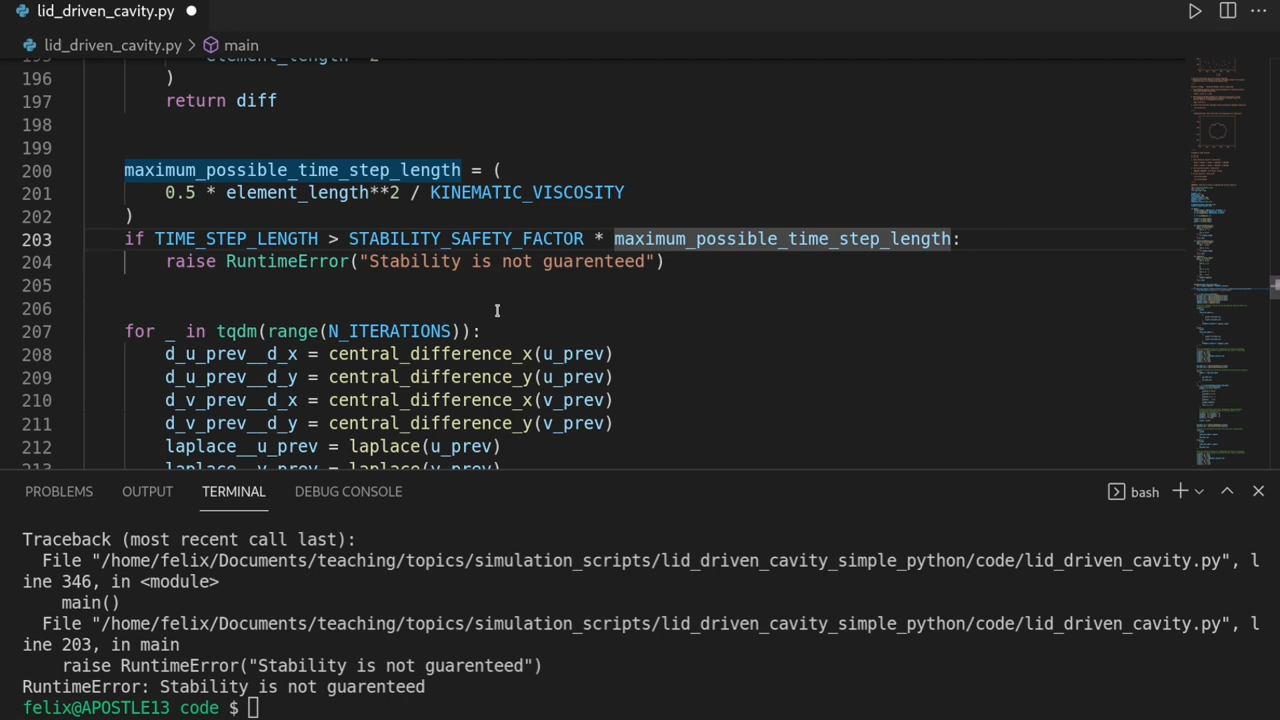 lid_driven_cavity.py
lid_driven_cavity.py > main
196 )
197 return diff
198
199
200 maximum_possible_time_step_length = (
201 0.5 * element_length**2 / KINEMATIC_VISCOSITY
202 )
203 if TIME_STEP_LENGTH > STABILITY_SAFETY_FACTOR * maximum_possible_time_step_length:
204 raise RuntimeError("Stability is not guarenteed")
205
206
207 for _ in tqdm(range(N_ITERATIONS)):
208 d_u_prev__d_x = central_difference_x(u_prev)
209 d_u_prev__d_y = central_difference_y(u_prev)
210 d_v_prev__d_x = central_difference_x(v_prev)
211 d_v_prev__d_y = central_difference_y(v_prev)
212 laplace__u_prev = laplace(u_prev)
213 laplace__v_prev = laplace(v_prev)
PROBLEMS OUTPUT TERMINAL DEBUG CONSOLE bash
Traceback (most recent call last):
File "/home/felix/Documents/teaching/topics/simulation_scripts/lid_driven_cavity_simple_python/code/lid_driven_cavity.py", l
ine 346, in <module>
main()
File "/home/felix/Documents/teaching/topics/simulation_scripts/lid_driven_cavity_simple_python/code/lid_driven_cavity.py", l
ine 203, in main
raise RuntimeError("Stability is not guarenteed")
RuntimeError: Stability is not guarenteed
felix@APOSTLE13 code $